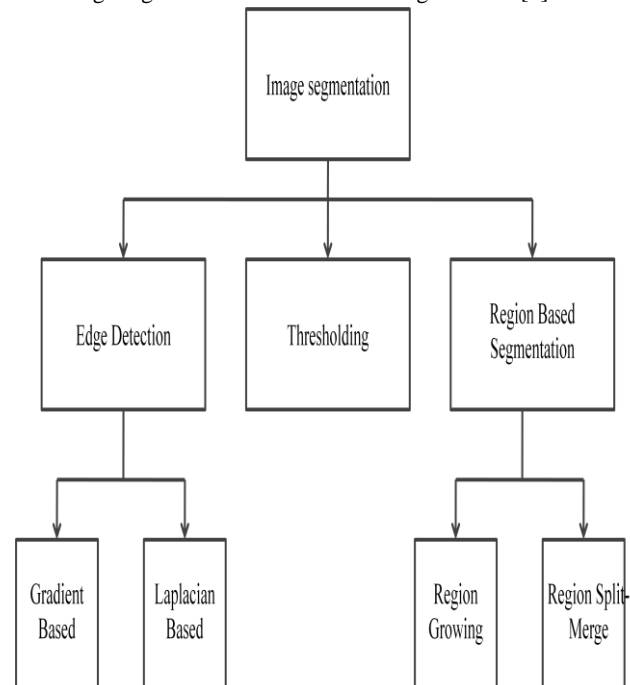 Image segmentation
Edge Detection
Thresholding
Region Based
Segmentation
Gradient
Based
Laplacian
Based
Region
Growing
Region Split-
Merge